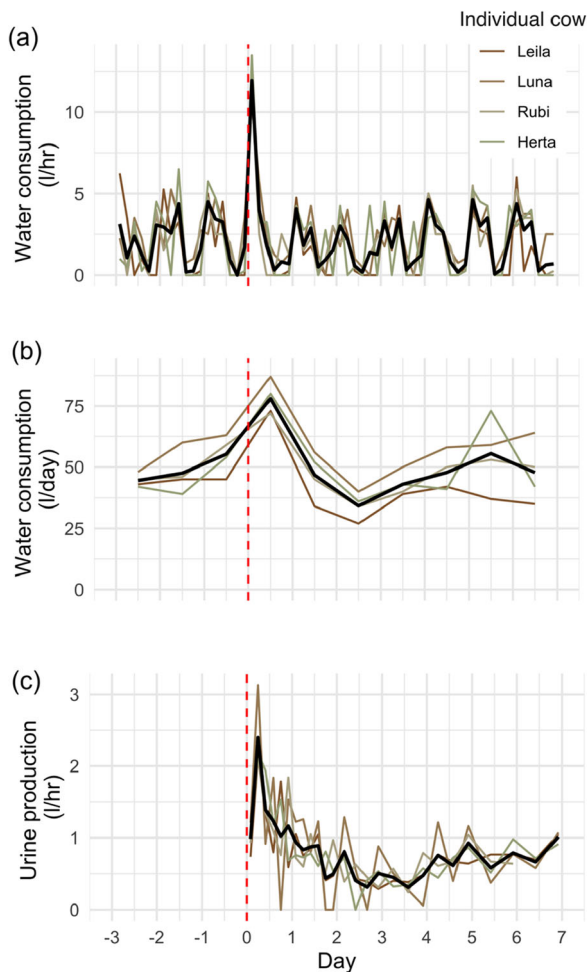 Individual cow
(a)
Leila
Luna
Rubi
Herta
Water consumption
(l/hr)
10
5
0
(b)
Water consumption
(l/day)
75
50
25
0
(c)
Urine production
(l/hr)
3
2
1
0
-3 -2 -1 0 1 2 3 4 5 6 7
Day